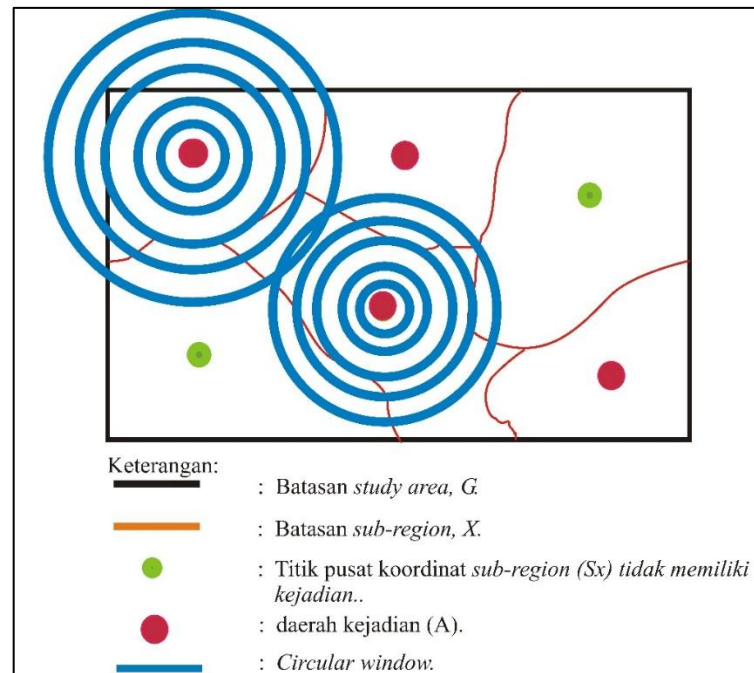 Keterangan:
: Batasan study area, G.
: Batasan sub-region, X.
: Titik pusat koordinat sub-region (Sx) tidak memiliki
kejadian..
: daerah kejadian (A).
: Circular window.